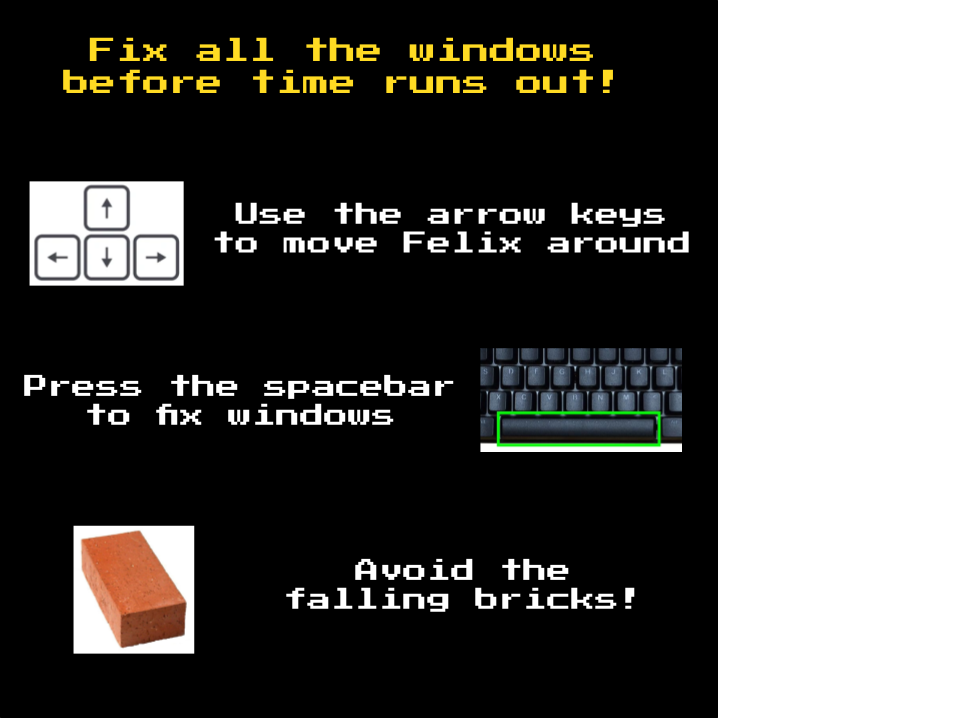 Fix all the windows
before time runs out!
Use the arrow keys
to move Felix around
Press the spacebar
to fix windows
S D F G H J K L
X C V B N M
Avoid the
falling bricks!